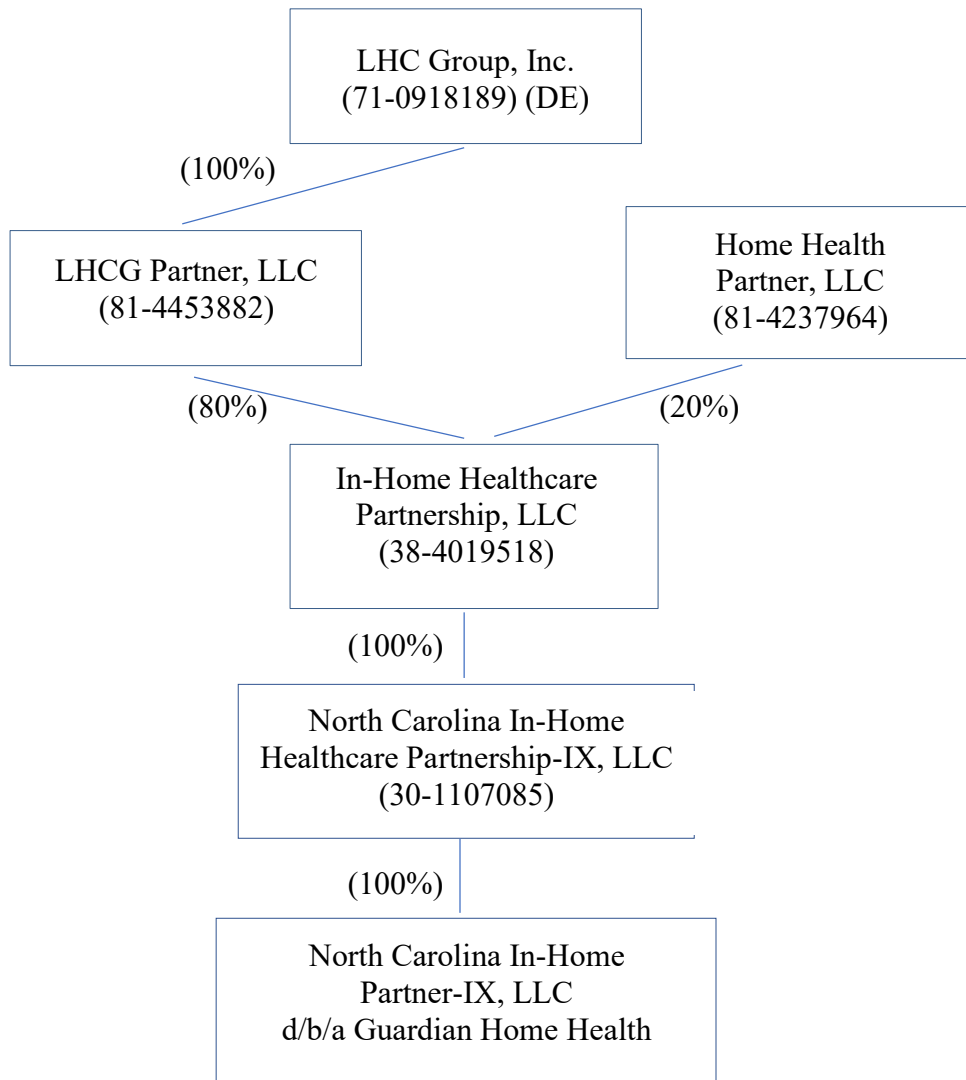 LHC Group, Inc.
(71-0918189) (DE)
(100%)
LHCG Partner, LLC
(81-4453882)
Home Health
Partner, LLC
(81-4237964)
(80%)
(20%)
In-Home Healthcare
Partnership, LLC
(38-4019518)
(100%)
North Carolina In-Home
Healthcare Partnership-IX, LLC
(30-1107085)
(100%)
North Carolina In-Home
Partner-IX, LLC
d/b/a Guardian Home Health